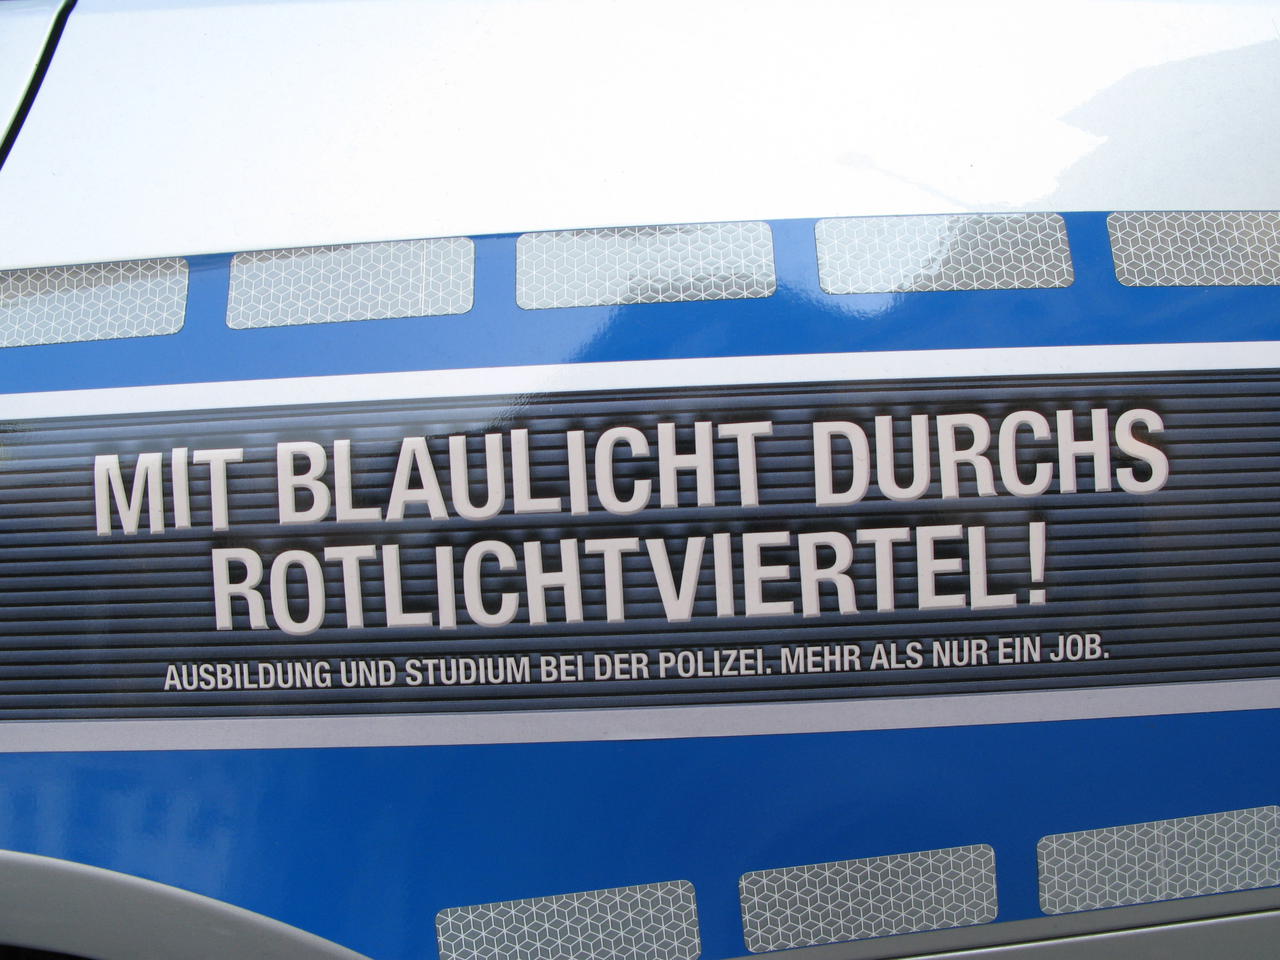 MIT BLAULICHT DURCHS
ROTLICHTVIERTEL!
AUSBILDUNG UND STUDIUM BEI DER POLIZEI. MEHR ALS NUR EIN JOB.